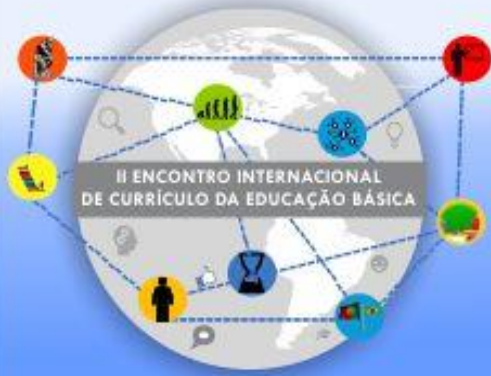 II ENCONTRO INTERNACIONAL
DE CURRÍCULO DA EDUCAÇÃO BÁSICA